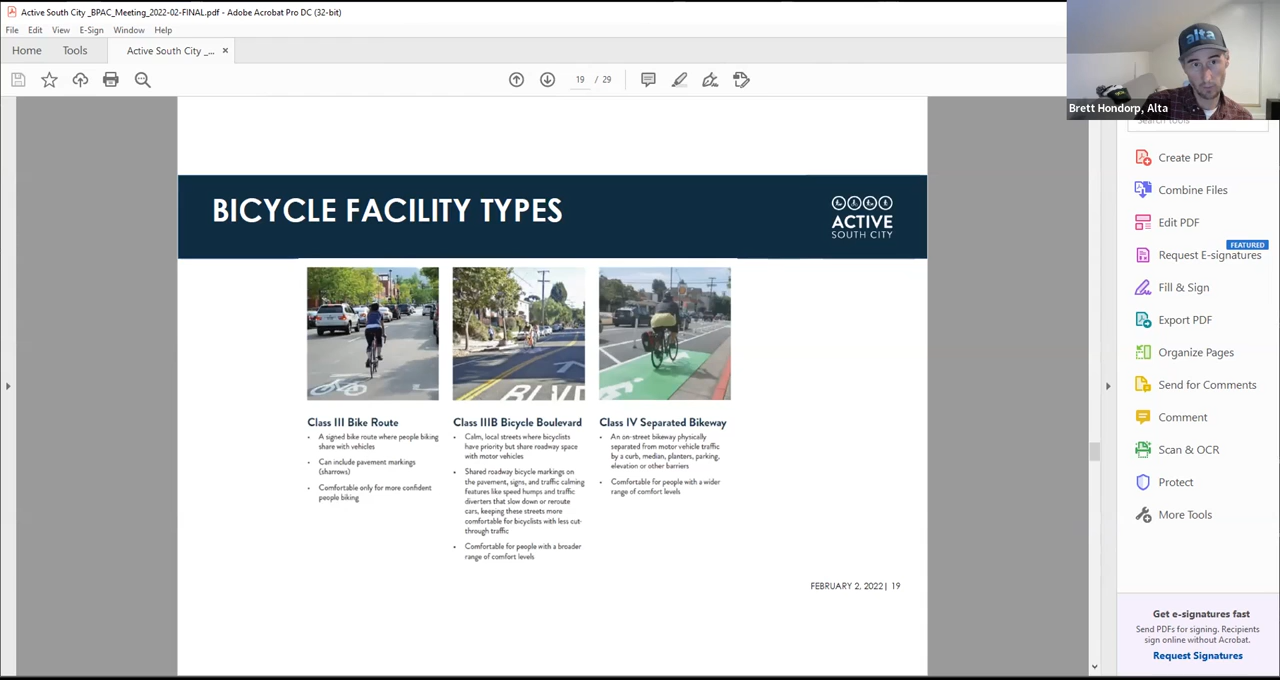 Active South City _BPAC_Meeting_2022-02-FINAL.pdf - Adobe Acrobat Pro DC (32-bit)
File Edit View E-Sign Window Help
Home Tools Active South City _... ×
19 / 29
alta
Brett Hondorp, Alta
Search tools
BICYCLE FACILITY TYPES
ACTIVE
SOUTH CITY
BLVD
Class III Bike Route
• A signed bike route where people biking
share with vehicles
• Can include pavement markings
(sharrows)
• Comfortable only for more confident
people biking
Class IIIB Bicycle Boulevard
• Calm, local streets where bicyclists
have priority but share roadway space
with motor vehicles
• Shared roadway bicycle markings on
the pavement, signs, and traffic calming
features like speed humps and traffic
diverters that slow down or reroute
cars, keeping these streets more
comfortable for bicyclists with less cut-
through traffic
• Comfortable for people with a broader
range of comfort levels
Class IV Separated Bikeway
• An on-street bikeway physically
separated from motor vehicle traffic
by a curb, median, planters, parking,
elevation or other barriers
• Comfortable for people with a wider
range of comfort levels
FEBRUARY 2, 2022| 19
Create PDF
Combine Files
Edit PDF
FEATURED
Request E-signatures
Fill & Sign
Export PDF
Organize Pages
Send for Comments
Comment
Scan & OCR
Protect
More Tools
Get e-signatures fast
Send PDFs for signing. Recipients
sign online without Acrobat.
Request Signatures